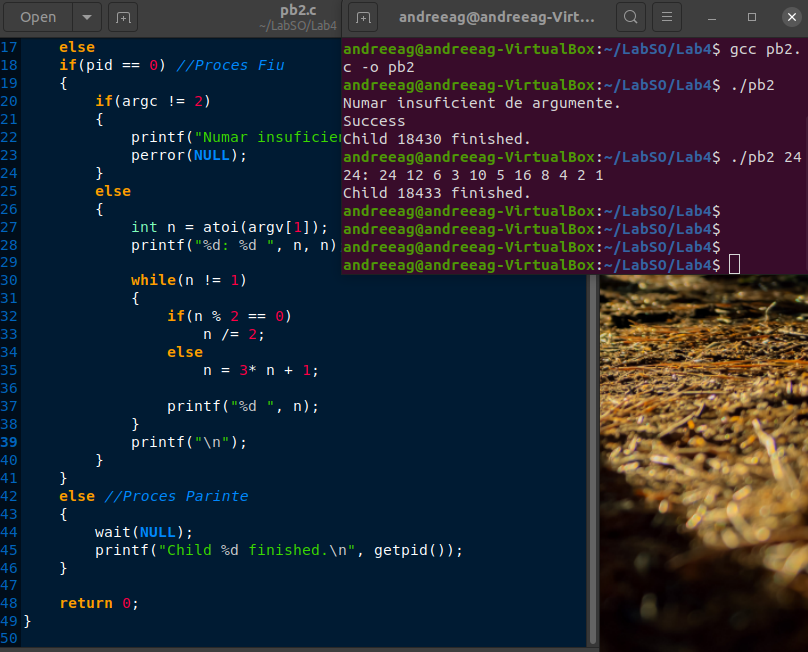 Open
pb2.c
~/LabSO/Lab4
17 else
18 if(pid == 0) //Proces Fiu
19 {
20 if(argc != 2)
21 {
22 printf("Numar insuficien
23 perror(NULL);
24 }
25 else
26 {
27 int n = atoi(argv[1]);
28 printf("%d: %d ", n, n)
29
30 while(n != 1)
31 {
32 if(n % 2 == 0)
33 n /= 2;
34 else
35 n = 3* n + 1;
36
37 printf("%d ", n);
38 }
39 printf("\n");
40 }
41 }
42 else //Proces Parinte
43 {
44 wait(NULL);
45 printf("Child %d finished.\n", getpid());
46 }
47
48 return 0;
49 }
50
andreeag@andreeag-Virt...
andreeag@andreeag-VirtualBox:~/LabSO/Lab4$ gcc pb2.
c -o pb2
andreeag@andreeag-VirtualBox:~/LabSO/Lab4$ ./pb2
Numar insuficient de argumente.
Success
Child 18430 finished.
andreeag@andreeag-VirtualBox:~/LabSO/Lab4$ ./pb2 24
24: 24 12 6 3 10 5 16 8 4 2 1
Child 18433 finished.
andreeag@andreeag-VirtualBox:~/LabSO/Lab4$
andreeag@andreeag-VirtualBox:~/LabSO/Lab4$
andreeag@andreeag-VirtualBox:~/LabSO/Lab4$
andreeag@andreeag-VirtualBox:~/LabSO/Lab4$